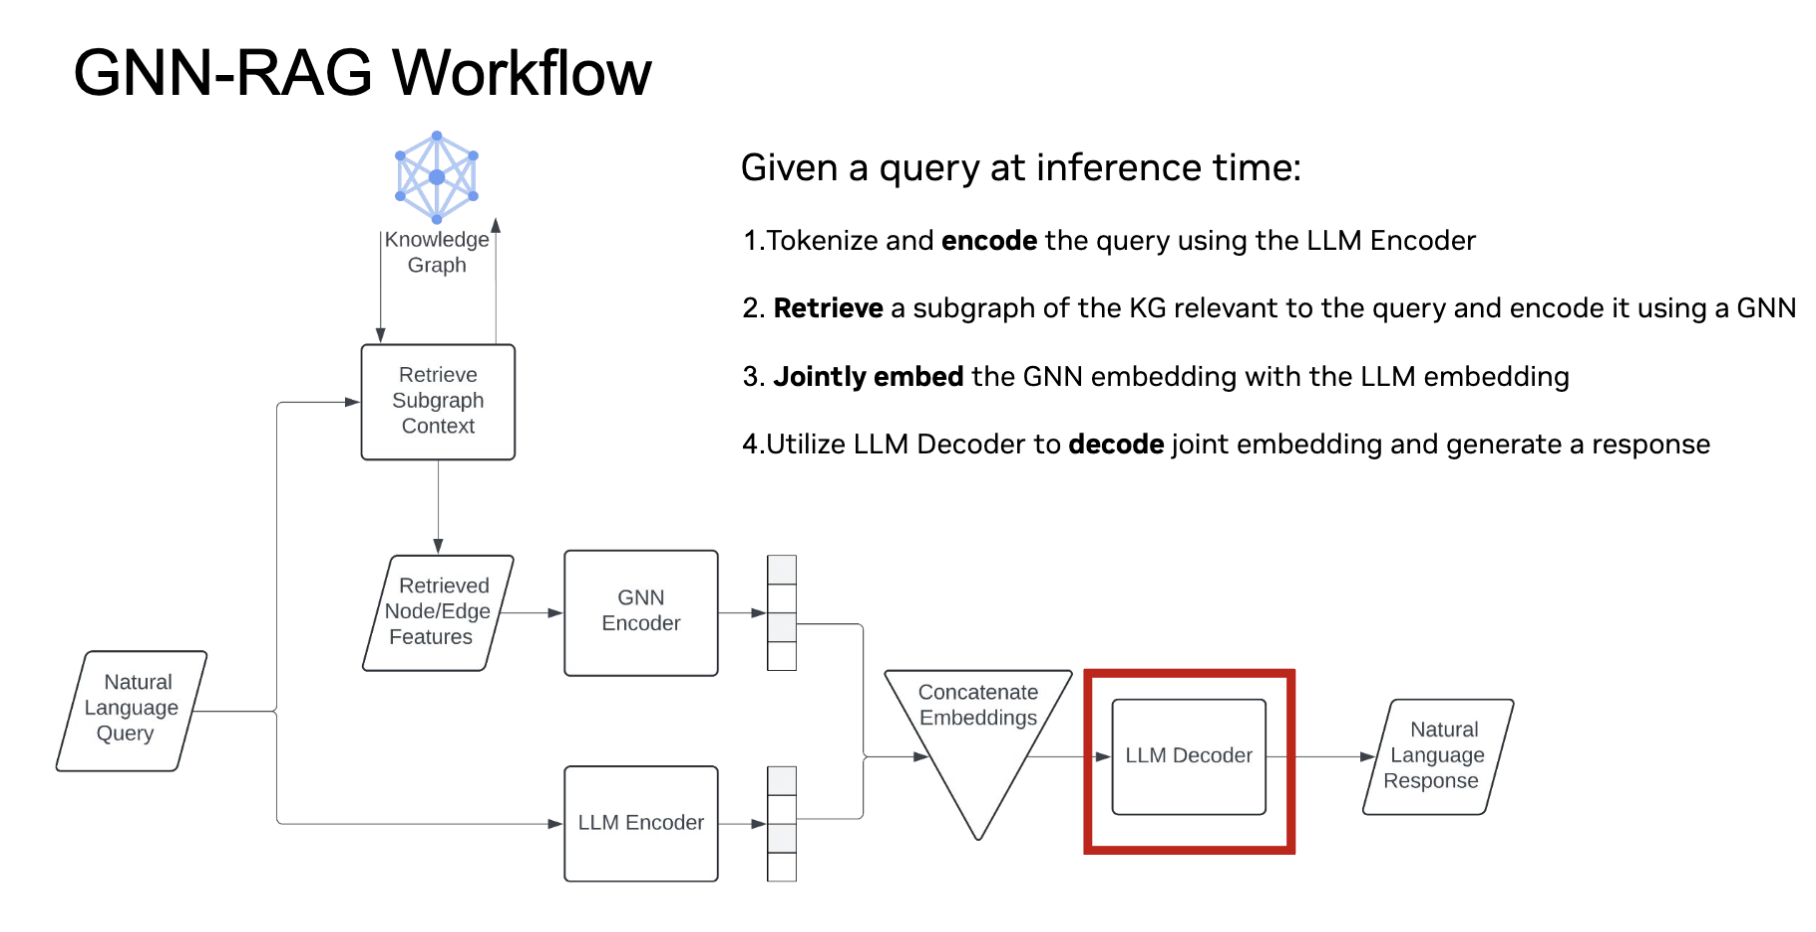 GNN-RAG Workflow
Given a query at inference time:
1.Tokenize and encode the query using the LLM Encoder
2. Retrieve a subgraph of the KG relevant to the query and encode it using a GNN
3. Jointly embed the GNN embedding with the LLM embedding
4.Utilize LLM Decoder to decode joint embedding and generate a response
Knowledge
Graph
Retrieve
Subgraph
Context
Retrieved
Node/Edge
Features
GNN
Encoder
Natural
Language
Query
LLM Encoder
Concatenate
Embeddings
LLM Decoder
Natural
Language
Response